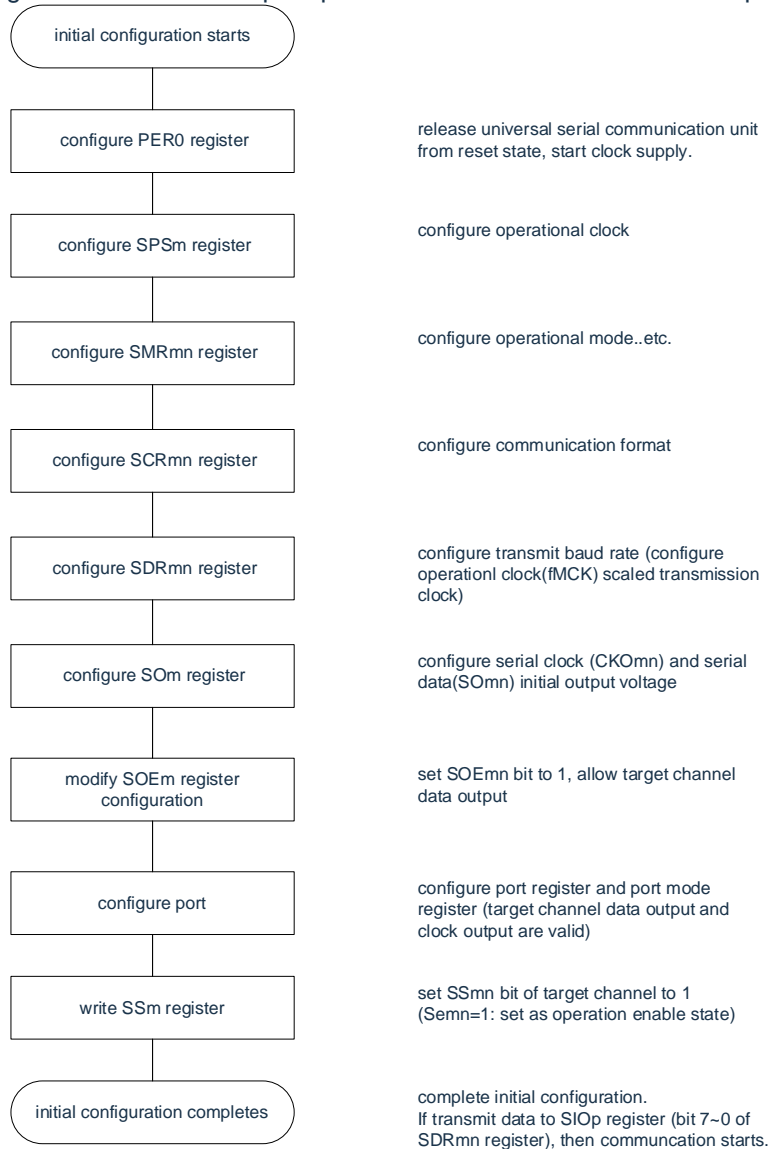 initial configuration starts
configure PER0 register
release universal serial communication unit
from reset state, start clock supply.
configure SPSm register
configure operational clock
configure SMRmn register
configure operational mode..etc.
configure SCRmn register
configure communication format
configure SDRmn register
configure transmit baud rate (configure
operationl clock(fMCK) scaled transmission
clock)
configure SOm register
configure serial clock (CKOmn) and serial
data(SOmn) initial output voltage
modify SOEm register
configuration
set SOEmn bit to 1, allow target channel
data output
configure port
configure port register and port mode
register (target channel data output and
clock output are valid)
write SSm register
set SSmn bit of target channel to 1
(Semn=1: set as operation enable state)
initial configuration completes
complete initial configuration.
If transmit data to SIOp register (bit 7~0 of
SDRmn register), then communcation starts.